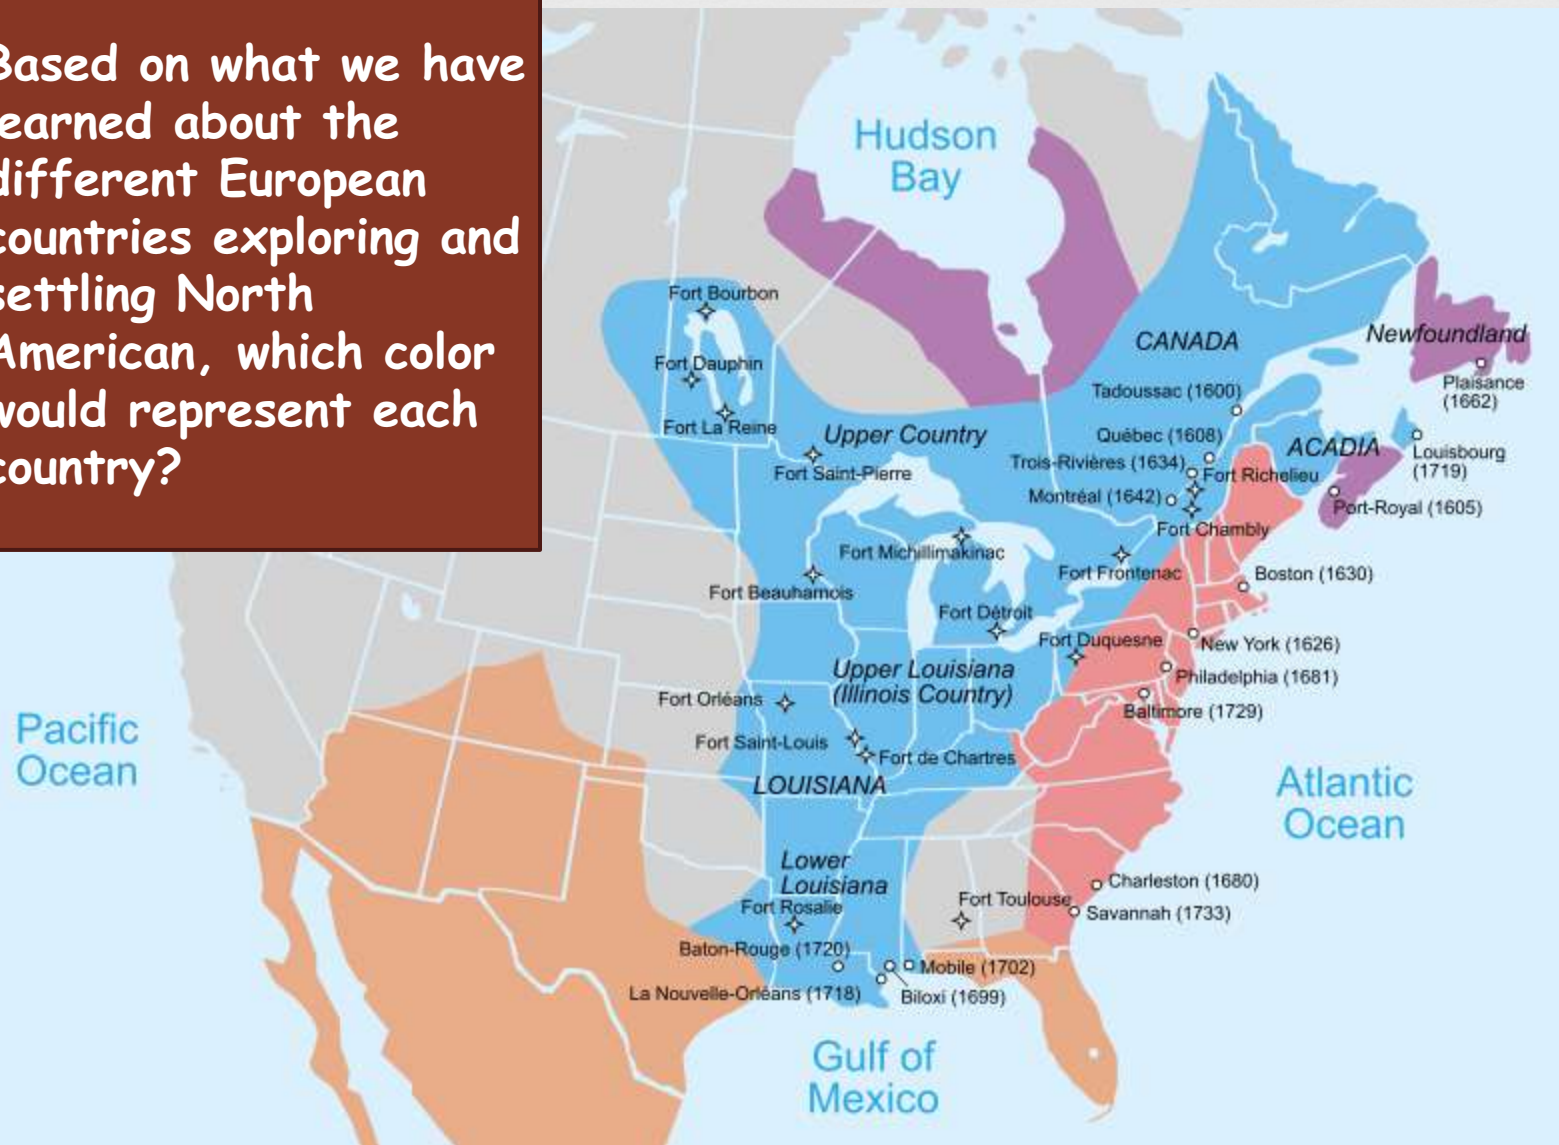 Based on what we have
learned about the
different European
countries exploring and
settling North
American, which color
would represent each
country?
Hudson
Bay
Fort Bourbon
CANADA
Newfoundland
Fort Dauphin
Tadoussac (1600)
Plaisance
(1662)
Fort La Reine
Upper Country
Québec (1608)
ACADIA
Louisbourg
(1719)
Fort Saint-Pierre
Trois-Rivières (1634)
Fort Richelieu
Montréal (1642)
Port-Royal (1605)
Fort Chambly
Fort Michillimakinac
Fort Frontenac
Boston (1630)
Fort Beauharnois
Fort Détroit
Fort Duquesne
New York (1626)
Upper Louisiana
(Illinois Country)
Philadelphia (1681)
Fort Orléans
Baltimore (1729)
Pacific
Ocean
Fort Saint-Louis
Fort de Chartres
LOUISIANA
Atlantic
Ocean
Lower
Louisiana
Charleston (1680)
Fort Rosalie
Fort Toulouse
Savannah (1733)
Baton-Rouge (1720)
Mobile (1702)
La Nouvelle-Orléans (1718)
Biloxi (1699)
Gulf of
Mexico